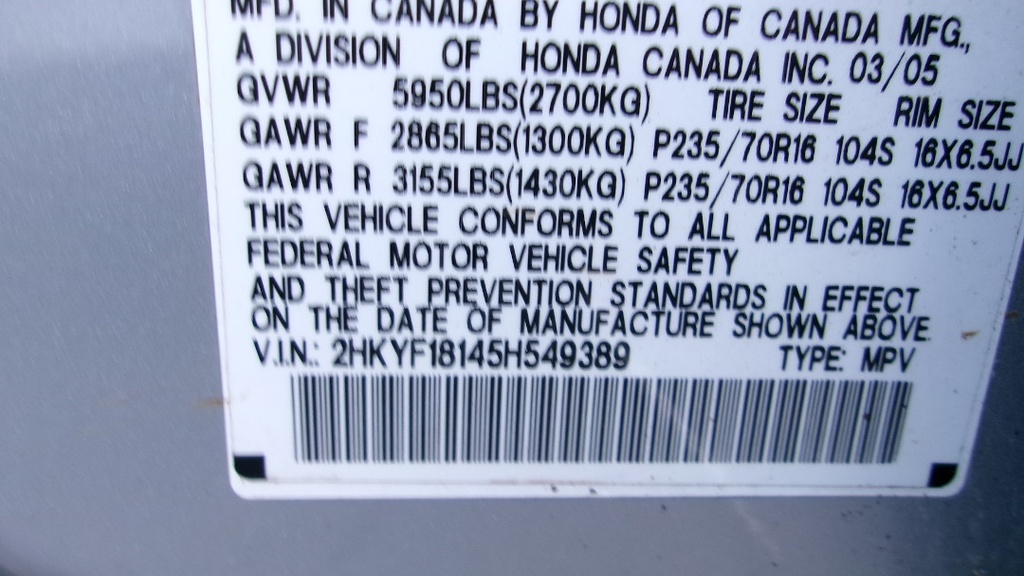 MFD. IN CANADA BY HONDA OF CANADA MFG.,
A DIVISION OF HONDA CANADA INC. 03/05
GVWR 5950LBS(2700KG) TIRE SIZE RIM SIZE
GAWR F 2865LBS(1300KG) P235/70R16 104S 16X6.5JJ
GAWR R 3155LBS(1430KG) P235/70R16 104S 16X6.5JJ
THIS VEHICLE CONFORMS TO ALL APPLICABLE
FEDERAL MOTOR VEHICLE SAFETY
AND THEFT PREVENTION STANDARDS IN EFFECT
ON THE DATE OF MANUFACTURE SHOWN ABOVE.
V.I.N.: 2HKYF18145H549389 TYPE: MPV